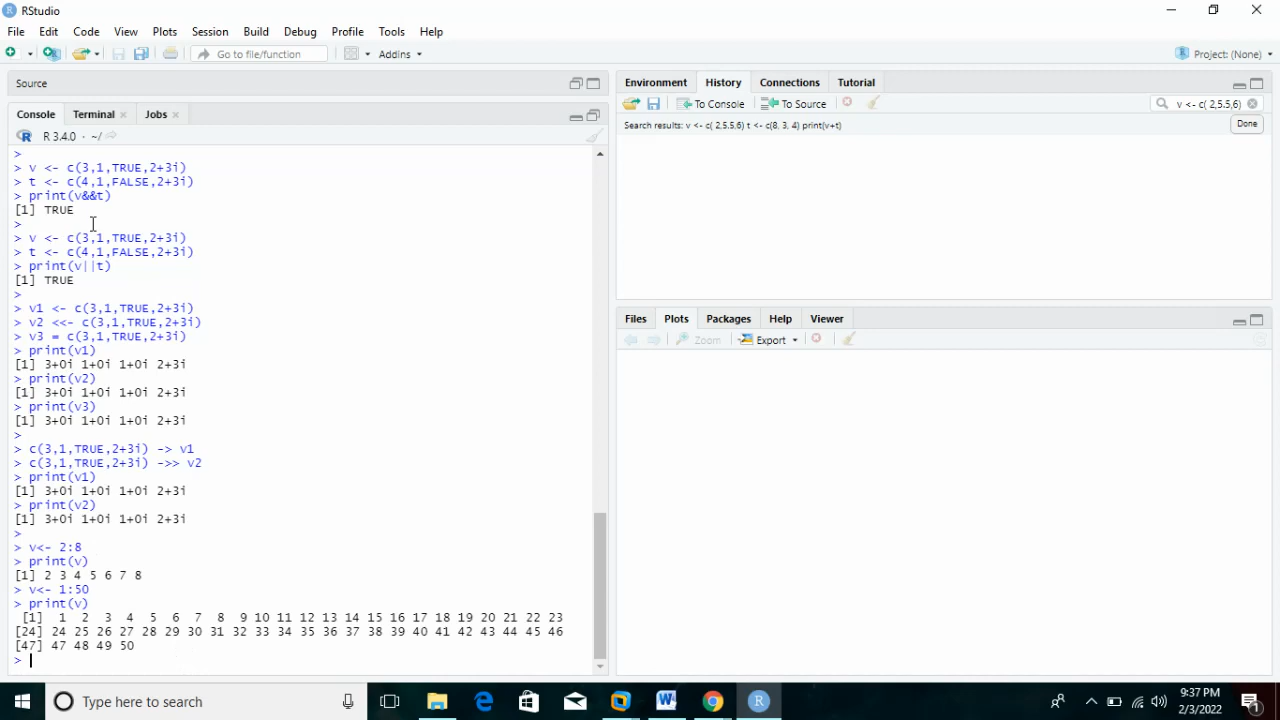 RStudio
File Edit Code View Plots Session Build Debug Profile Tools Help
Go to file/function Addins Project: (None)
Source
Console Terminal Jobs
R 3.4.0 · ~/
>
> v <- c(3,1,TRUE,2+3i)
> t <- c(4,1,FALSE,2+3i)
> print(v&&t)
[1] TRUE
>
> v <- c(3,1,TRUE,2+3i)
> t <- c(4,1,FALSE,2+3i)
> print(v||t)
[1] TRUE
>
> v1 <- c(3,1,TRUE,2+3i)
> v2 <<- c(3,1,TRUE,2+3i)
> v3 = c(3,1,TRUE,2+3i)
> print(v1)
[1] 3+0i 1+0i 1+0i 2+3i
> print(v2)
[1] 3+0i 1+0i 1+0i 2+3i
> print(v3)
[1] 3+0i 1+0i 1+0i 2+3i
>
> c(3,1,TRUE,2+3i) -> v1
> c(3,1,TRUE,2+3i) ->> v2
> print(v1)
[1] 3+0i 1+0i 1+0i 2+3i
> print(v2)
[1] 3+0i 1+0i 1+0i 2+3i
>
> v<- 2:8
> print(v)
[1] 2 3 4 5 6 7 8
> v<- 1:50
> print(v)
[1] 1 2 3 4 5 6 7 8 9 10 11 12 13 14 15 16 17 18 19 20 21 22 23
[24] 24 25 26 27 28 29 30 31 32 33 34 35 36 37 38 39 40 41 42 43 44 45 46
[47] 47 48 49 50
>
Environment History Connections Tutorial
To Console To Source v <- c( 2,5.5,6)
Search results: v <- c( 2,5.5,6) t <- c(8, 3, 4) print(v+t) Done
Files Plots Packages Help Viewer
Zoom Export
Type here to search
9:37 PM
2/3/2022
1